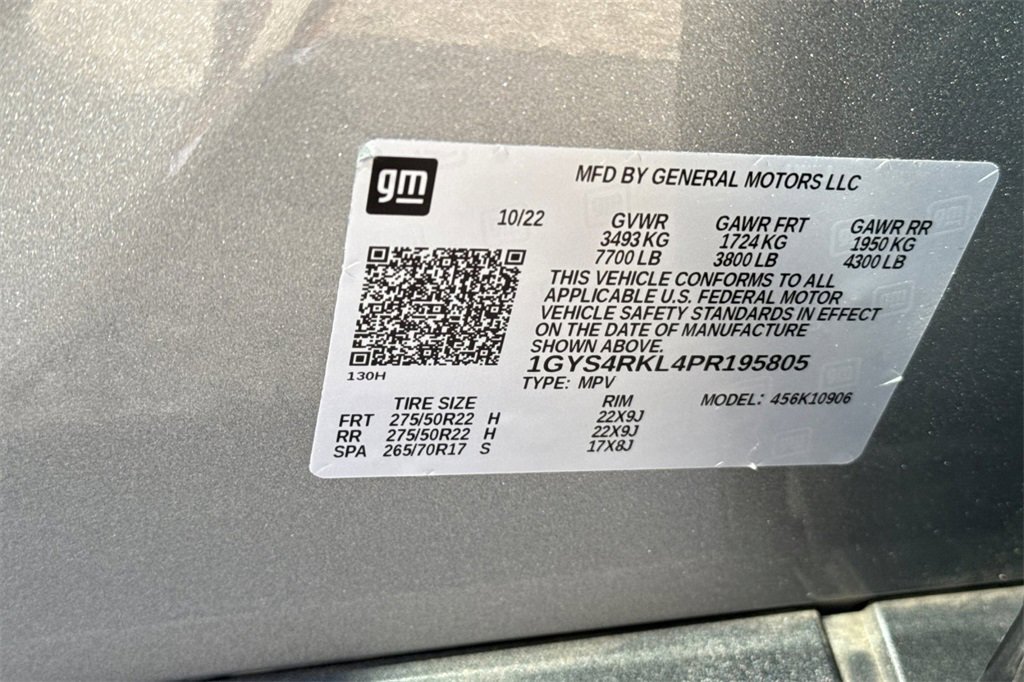 gm
MFD BY GENERAL MOTORS LLC
10/22 GVWR GAWR FRT GAWR RR
3493 KG 1724 KG 1950 KG
7700 LB 3800 LB 4300 LB
THIS VEHICLE CONFORMS TO ALL
APPLICABLE U.S. FEDERAL MOTOR
VEHICLE SAFETY STANDARDS IN EFFECT
ON THE DATE OF MANUFACTURE
SHOWN ABOVE.
1GYS4RKL4PR195805
130H
TYPE: MPV
MODEL: 456K10906
TIRE SIZE RIM
FRT 275/50R22 H 22X9J
RR 275/50R22 H 22X9J
SPA 265/70R17 S 17X8J